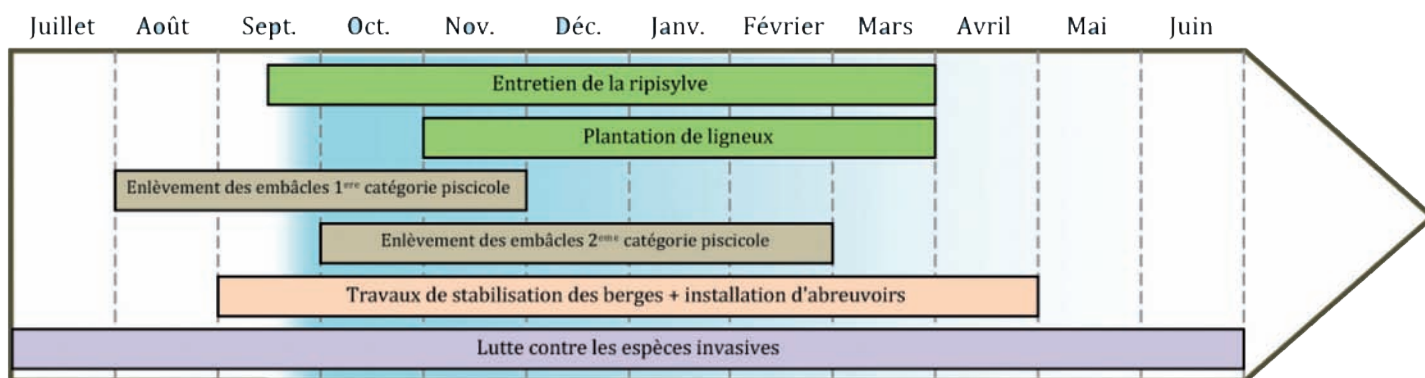 Juillet Août Sept. Oct. Nov. Déc. Janv. Février Mars Avril Mai Juin
Entretien de la ripisylve
Plantation de ligneux
Enlèvement des embâcles 1ere catégorie piscicole
Enlèvement des embâcles 2eme catégorie piscicole
Travaux de stabilisation des berges + installation d'abreuvoirs
Lutte contre les espèces invasives